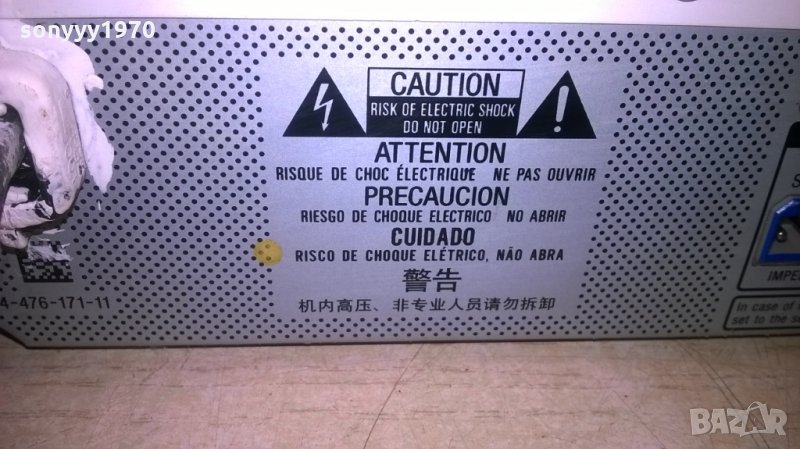 sonyyy1970
CAUTION
RISK OF ELECTRIC SHOCK
DO NOT OPEN
ATTENTION
RISQUE DE CHOC ÉLECTRIQUE NE PAS OUVRIR
PRECAUCION
RIESGO DE CHOQUE ELECTRICO NO ABRIR
CUIDADO
RISCO DE CHOQUE ELÉTRICO, NÃO ABRA
警告
机内高压、非专业人员请勿拆卸
4-476-171-11
S
IMPE
In case of
set to the sa
BAZAR